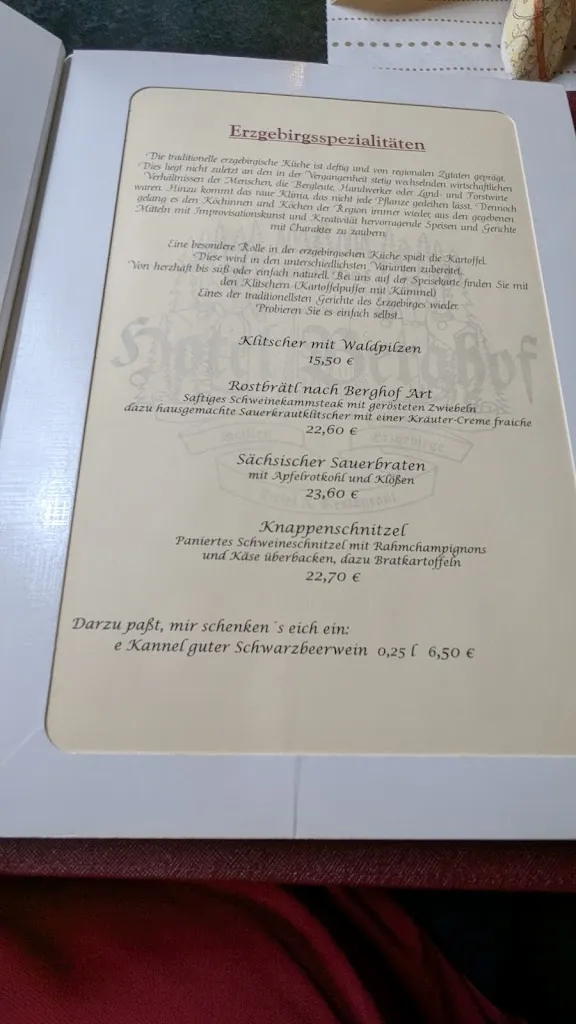 Erzgebirgsspezialitäten
Die traditionelle erzgebirgische Küche ist deftig und von regionalen Zutaten geprägt.
Dies liegt nicht zuletzt an den in der Vergangenheit stetig wechselnden wirtschaftlichen
Verhältnissen der Menschen, die Bergleute, Handwerker oder Land- und Forstwirte
waren. Hinzu kommt das raue Klima, das nicht jede Pflanze gedeihen lässt. Dennoch
gelang es den Köchinnen und Köchen der Region immer wieder, aus den gegebenen
Mitteln mit Improvisationskunst und Kreativität hervorragende Speisen und Gerichte
mit Charakter zu zaubern.
Eine besondere Rolle in der erzgebirgischen Küche spielt die Kartoffel.
Diese wird in den unterschiedlichsten Varianten zubereitet.
Von herzhaft bis süß oder einfach naturell. Bei uns auf der Speisekarte finden Sie mit
den Klitschern (Kartoffelpuffer mit Kümmel)
Eines der traditionellsten Gerichte des Erzgebirges wieder.
Probieren Sie es einfach selbst...
Hotel Berghof
Klitscher mit Waldpilzen
15,50 €
Rostbrätl nach Berghof Art
Saftiges Schweinekammsteak mit gerösteten Zwiebeln
dazu hausgemachte Sauerkrautklitscher mit einer Kräuter-Creme fraiche
22,60 €
Seiffen Erzgebirge
Sächsischer Sauerbraten
mit Apfelrotkohl und Klößen
23,60 €
Hotel & Restaurant
Knappenschnitzel
Paniertes Schweineschnitzel mit Rahmchampignons
und Käse überbacken, dazu Bratkartoffeln
22,70 €
Darzu paßt, mir schenken´s eich ein:
e Kannel guter Schwarzbeerwein 0,25 l 6,50 €